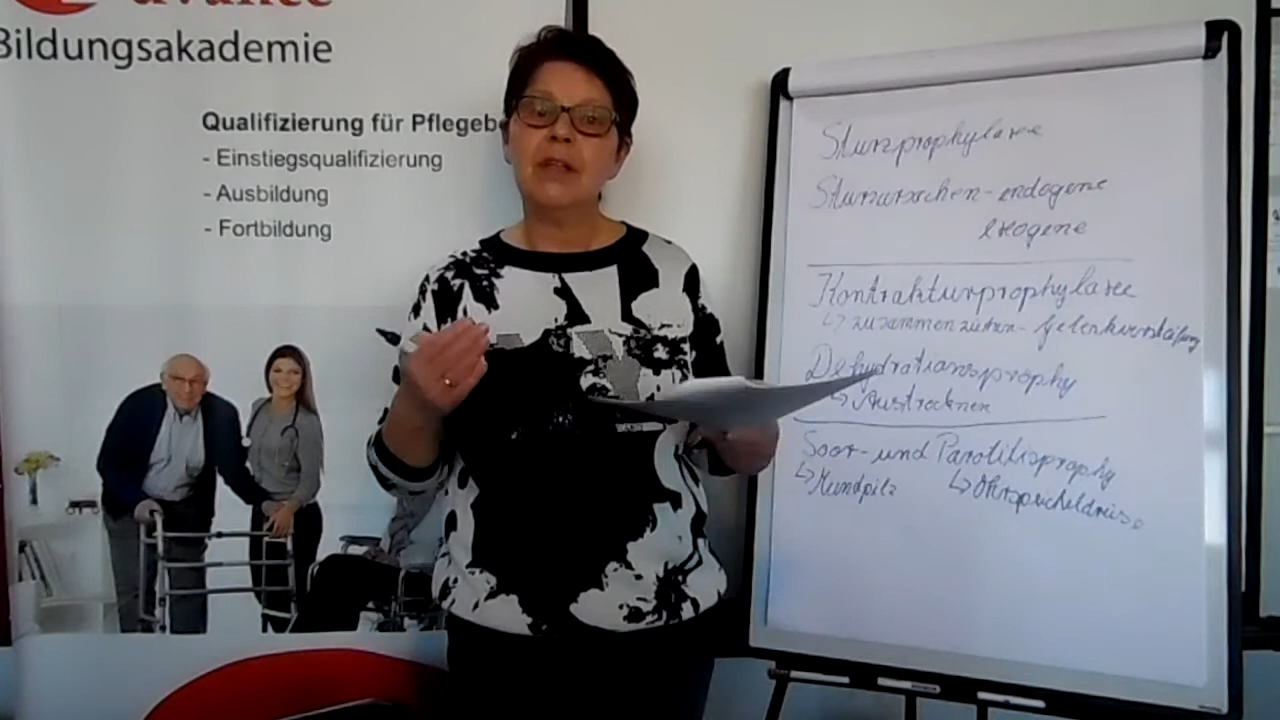 Bildungsakademie
Qualifizierung für Pflegeb
- Einstiegsqualifizierung
- Ausbildung
- Fortbildung
Sturzprophylaxe
Sturzursachen - endogene
exogene
Kontrakturprophylaxe
↳ zusammenziehen - Gelenkversteifung
Dehydrationsprophy
↳ Austrocknen
Soor- und Parotitisprophy
↳ Mundpilz ↳ Ohrspeicheldrüse